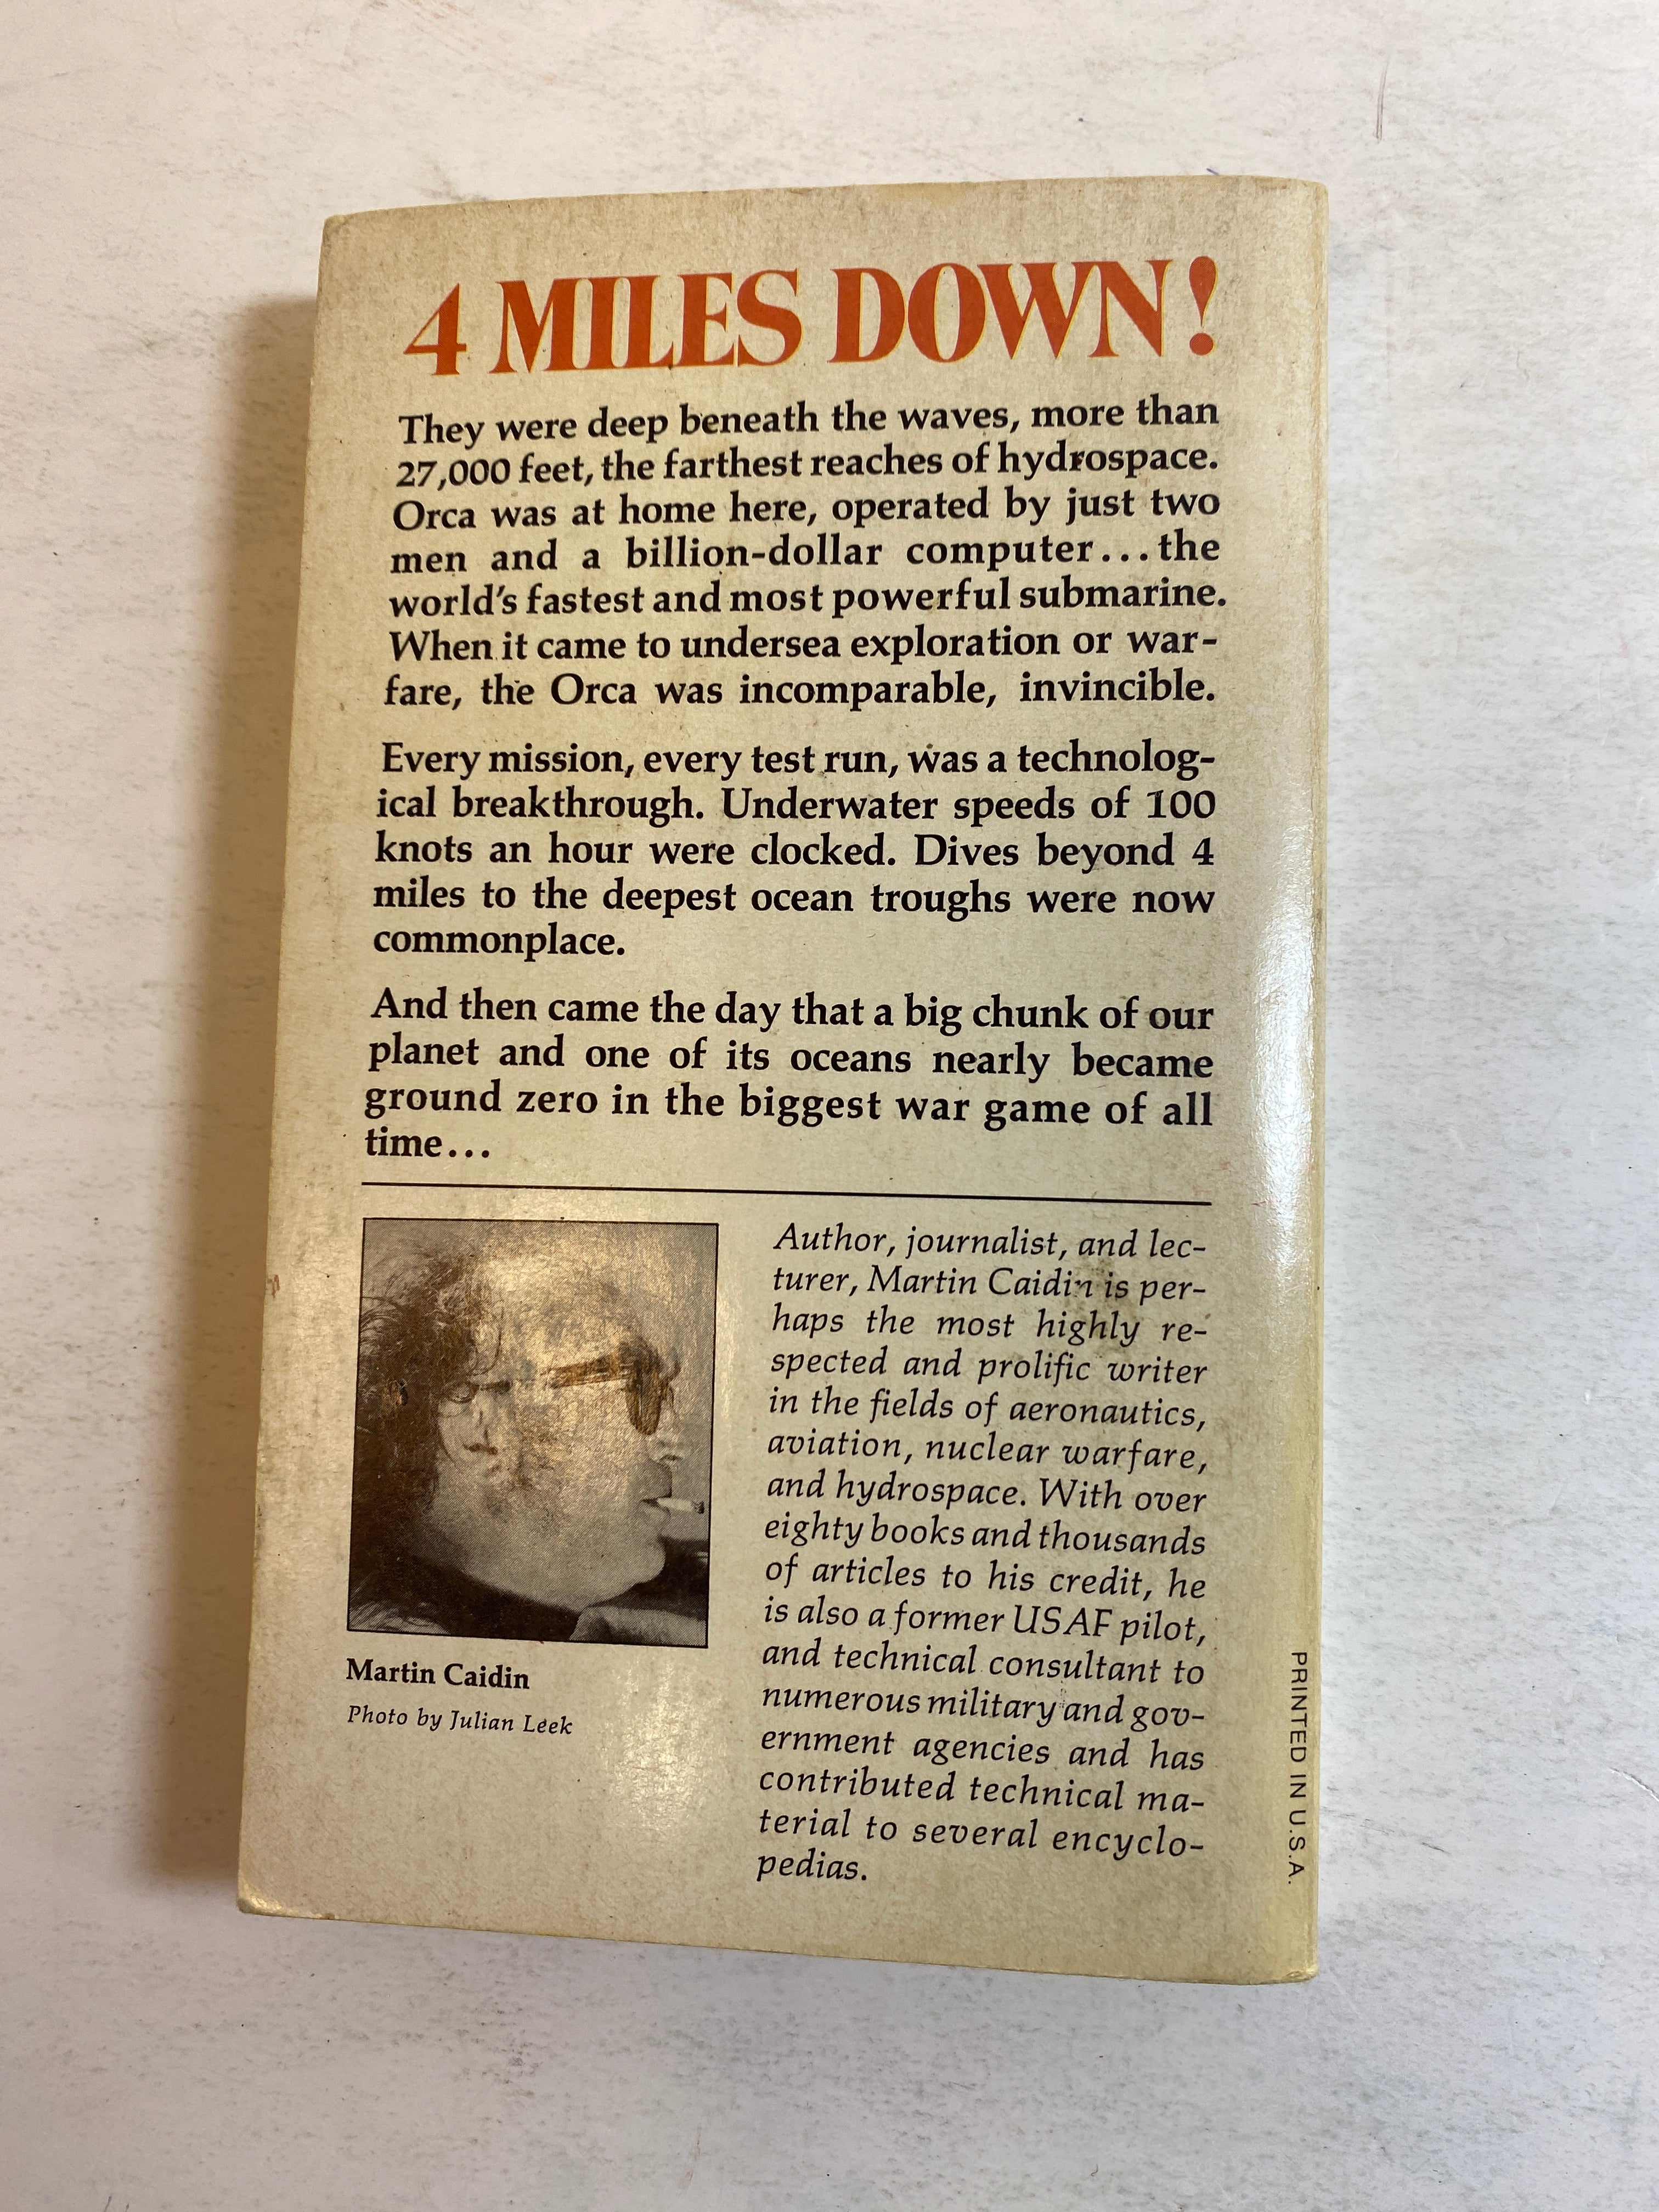 4 MILES DOWN!
They were deep beneath the waves, more than
27,000 feet, the farthest reaches of hydrospace.
Orca was at home here, operated by just two
men and a billion-dollar computer...the
world's fastest and most powerful submarine.
When it came to undersea exploration or war-
fare, the Orca was incomparable, invincible.
Every mission, every test run, was a technolog-
ical breakthrough. Underwater speeds of 100
knots an hour were clocked. Dives beyond 4
miles to the deepest ocean troughs were now
commonplace.
And then came the day that a big chunk of our
planet and one of its oceans nearly became
ground zero in the biggest war game of all
time...
Martin Caidin
Photo by Julian Leek
Author, journalist, and lec-
turer, Martin Caidin is per-
haps the most highly re-
spected and prolific writer
in the fields of aeronautics,
aviation, nuclear warfare,
and hydrospace. With over
eighty books and thousands
of articles to his credit, he
is also a former USAF pilot,
and technical consultant to
numerous military and gov-
ernment agencies and has
contributed technical ma-
terial to several encyclo-
pedias.
PRINTED IN U.S.A.